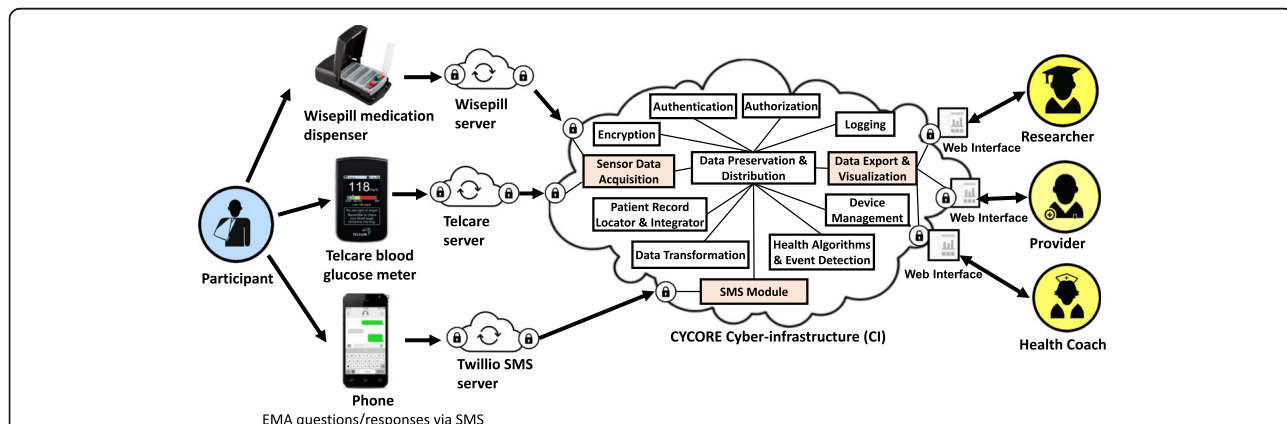 Wisepill medication
dispenser
Wisepill
server
Authentication
Authorization
Encryption
Logging
Sensor Data
Acquisition
Data Preservation &
Distribution
Data Export &
Visualization
Patient Record
Locator & Integrator
Device
Management
Data Transformation
Health Algorithms
& Event Detection
SMS Module
CYCORE Cyber-infrastructure (CI)
Participant
118
TELCARE
Telcare blood
glucose meter
Telcare
server
Phone
EMA questions/responses via SMS
Twillio SMS
server
Web Interface
Researcher
Web Interface
Provider
Web Interface
Health Coach